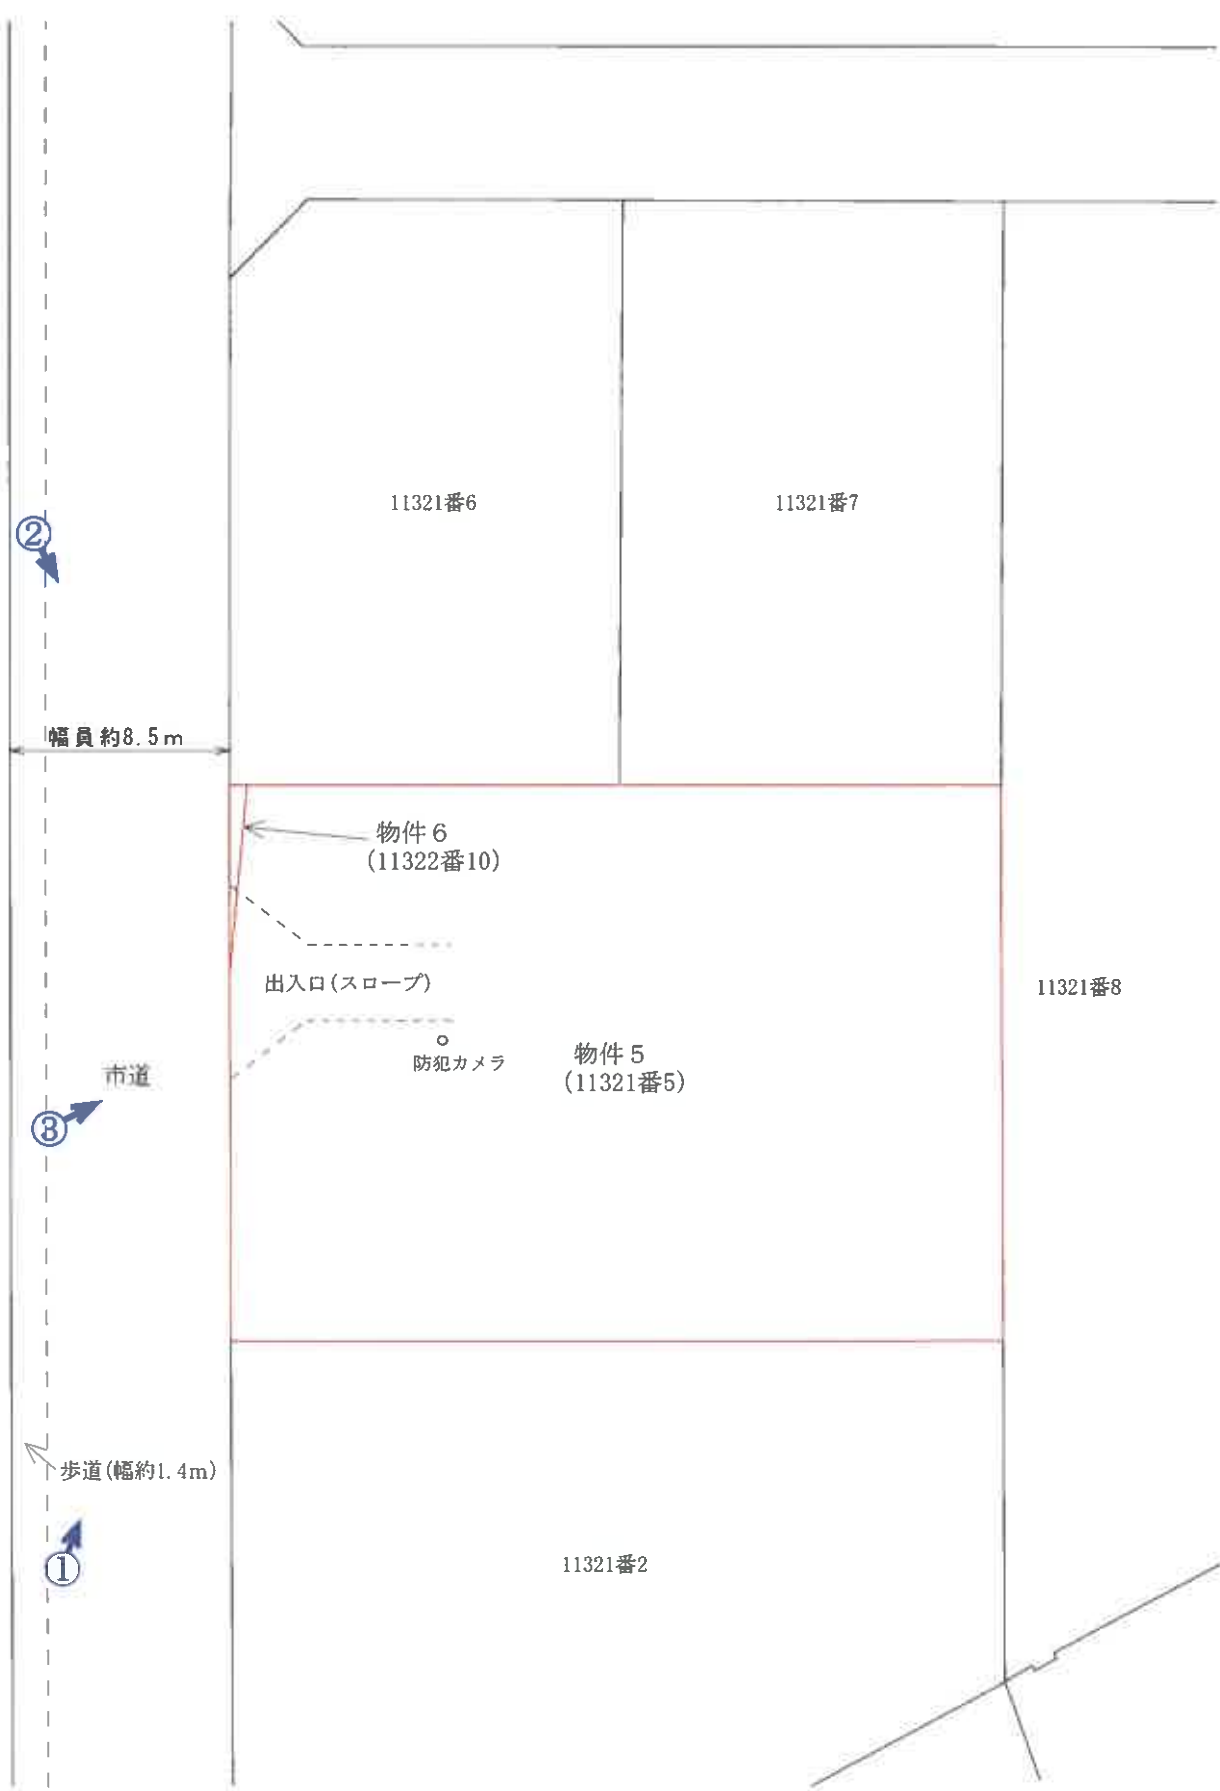 11321番6
11321番7
②
幅員約8.5m
物件6
(11322番10)
出入口(スロープ)
11321番8
防犯カメラ
物件5
(11321番5)
市道
③
歩道(幅約1.4m)
①
11321番2